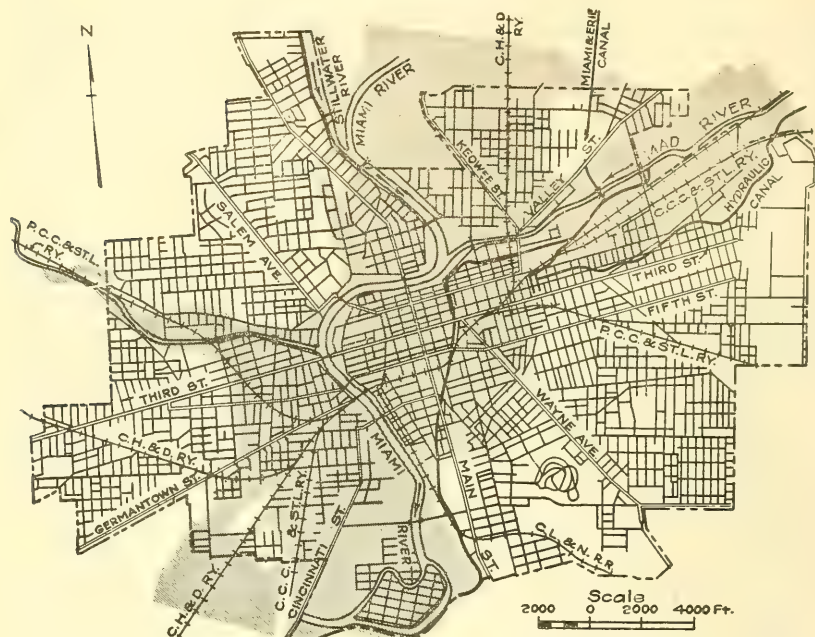 N
STILLWATER RIVER
MIAMI RIVER
C.H.& D RY.
MIAMI & ERIE CANAL
KEOWEE ST.
VALLEY ST.
MAD RIVER
C.C.C.& ST.L.RY.
HYDRAULIC CANAL
SALEM AVE.
P.C.C.& ST.L. RY.
THIRD ST.
FIFTH ST.
P.C.C.& ST.L.RY.
THIRD ST.
C.H.& D. RY.
GERMANTOWN ST.
WAYNE AVE.
MIAMI RIVER
MAIN ST.
C.H.& D. RY.
C.C.C. & ST.L.RY.
CINCINNATI ST.
C.L.& N.R.R.
Scale
2000 0 2000 4000 Ft.